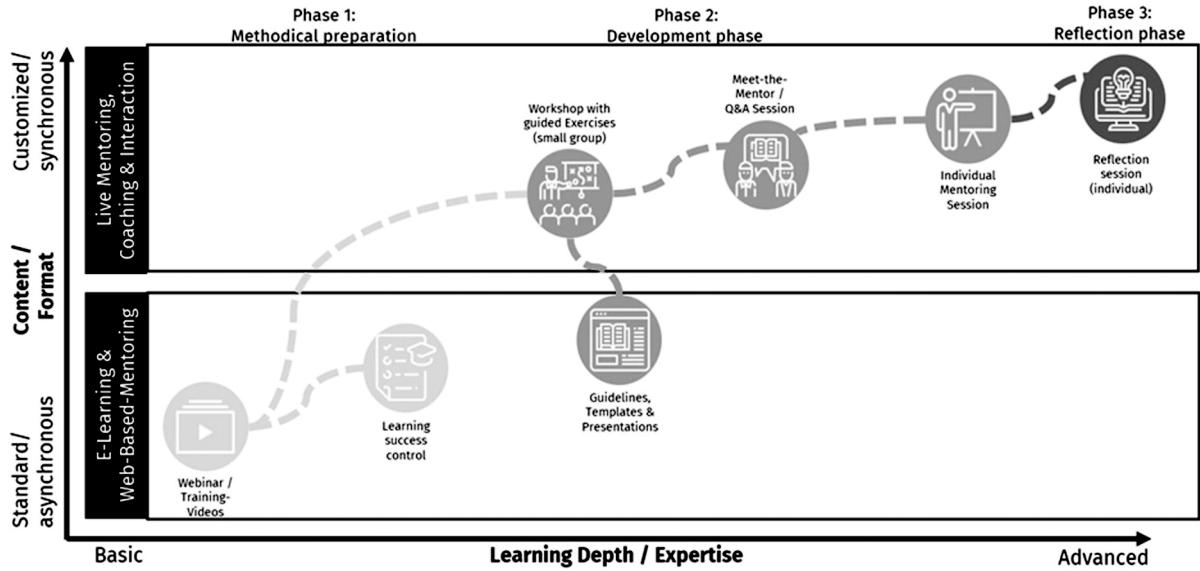 Phase 1:
Methodical preparation
Phase 2:
Development phase
Phase 3:
Reflection phase
Customized/
synchronous
Content /
Format
Standard/
asynchronous
Live Mentoring,
Coaching & Interaction
Workshop with
guided Exercises
(small group)
Meet-the-
Mentor /
Q&A Session
Individual
Mentoring
Session
Reflection
session
(individual)
E-Learning &
Web-Based-Mentoring
Webinar /
Training-
Videos
Learning
success
control
Guidelines,
Templates &
Presentations
Basic
Learning Depth / Expertise
Advanced